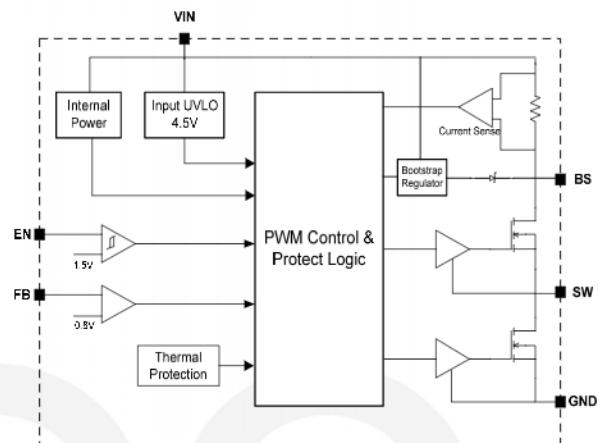 VIN
Internal
Power
Input UVLO
4.5V
Current Sense
Bootstrap
Regulator
BS
EN
1.5V
PWM Control &
Protect Logic
FB
0.8V
SW
Thermal
Protection
GND